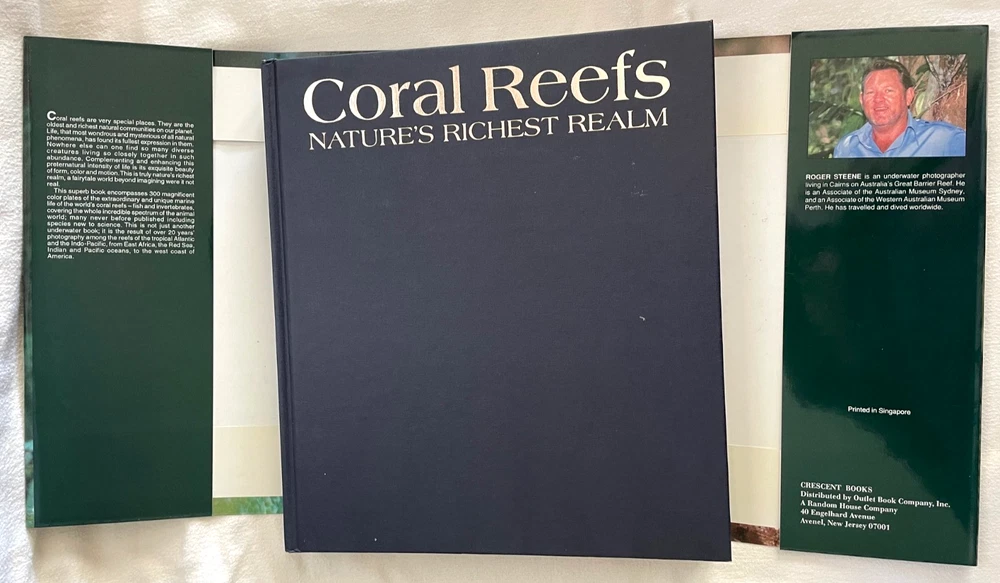 Coral reefs are very special places. They are the
oldest and richest natural communities on our planet.
Life, that most wondrous and mysterious of all natural
phenomena, has found its fullest expression in them.
Nowhere else can one find so many diverse
creatures living so closely together in such
abundance. Complementing and enhancing this
preternatural intensity of life is its exquisite beauty
of form, color and motion. This is truly nature's richest
realm, a fairytale world beyond imagining were it not
real.
This superb book encompasses 300 magnificent
color plates of the extraordinary and unique marine
life of the world's coral reefs – fish and invertebrates,
covering the whole incredible spectrum of the animal
world; many never before published including
species new to science. This is not just another
underwater book; it is the result of over 20 years'
photography among the reefs of the tropical Atlantic
and the Indo-Pacific, from East Africa, the Red Sea,
Indian and Pacific oceans, to the west coast of
America.
Coral Reefs
NATURE'S RICHEST REALM
ROGER STEENE is an underwater photographer
living in Cairns on Australia's Great Barrier Reef. He
is an Associate of the Australian Museum Sydney,
and an Associate of the Western Australian Museum
Perth. He has travelled and dived worldwide.
Printed in Singapore
CRESCENT BOOKS
Distributed by Outlet Book Company, Inc.
A Random House Company
40 Engelhard Avenue
Avenel, New Jersey 07001